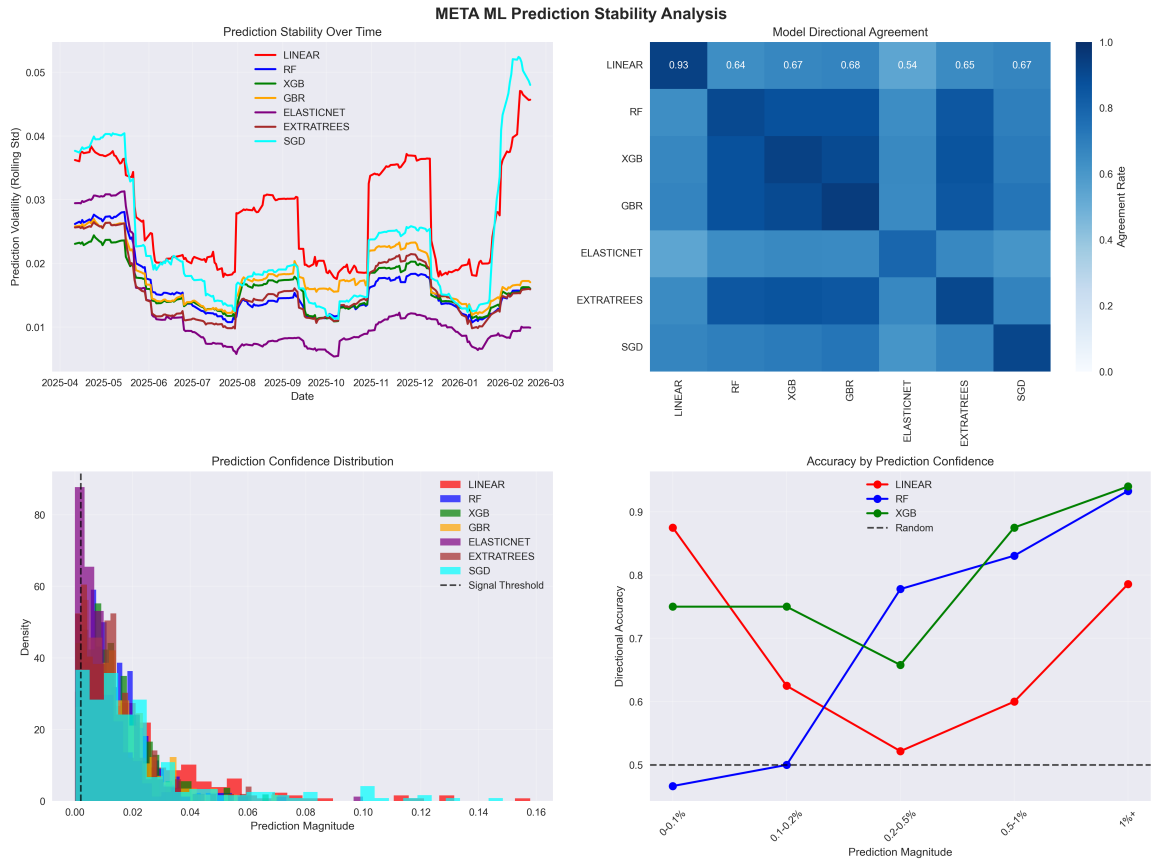 META ML Prediction Stability Analysis
Prediction Stability Over Time
LINEAR
RF
XGB
GBR
ELASTICNET
EXTRATREES
SGD
0.05
0.04
0.03
0.02
0.01
Prediction Volatility (Rolling Std)
2025-04 2025-05 2025-06 2025-07 2025-08 2025-09 2025-10 2025-11 2025-12 2026-01 2026-02 2026-03
Date
Model Directional Agreement
LINEAR
RF
XGB
GBR
ELASTICNET
EXTRATREES
SGD
0.93 0.64 0.67 0.68 0.54 0.65 0.67
LINEAR
RF
XGB
GBR
ELASTICNET
EXTRATREES
SGD
1.0
0.8
0.6
0.4
0.2
0.0
Agreement Rate
Prediction Confidence Distribution
LINEAR
RF
XGB
GBR
ELASTICNET
EXTRATREES
SGD
Signal Threshold
80
60
40
20
0
Density
0.00 0.02 0.04 0.06 0.08 0.10 0.12 0.14 0.16
Prediction Magnitude
Accuracy by Prediction Confidence
LINEAR
RF
XGB
Random
0.9
0.8
0.7
0.6
0.5
Directional Accuracy
0-0.1%
0.1-0.2%
0.2-0.5%
0.5-1%
1%+
Prediction Magnitude